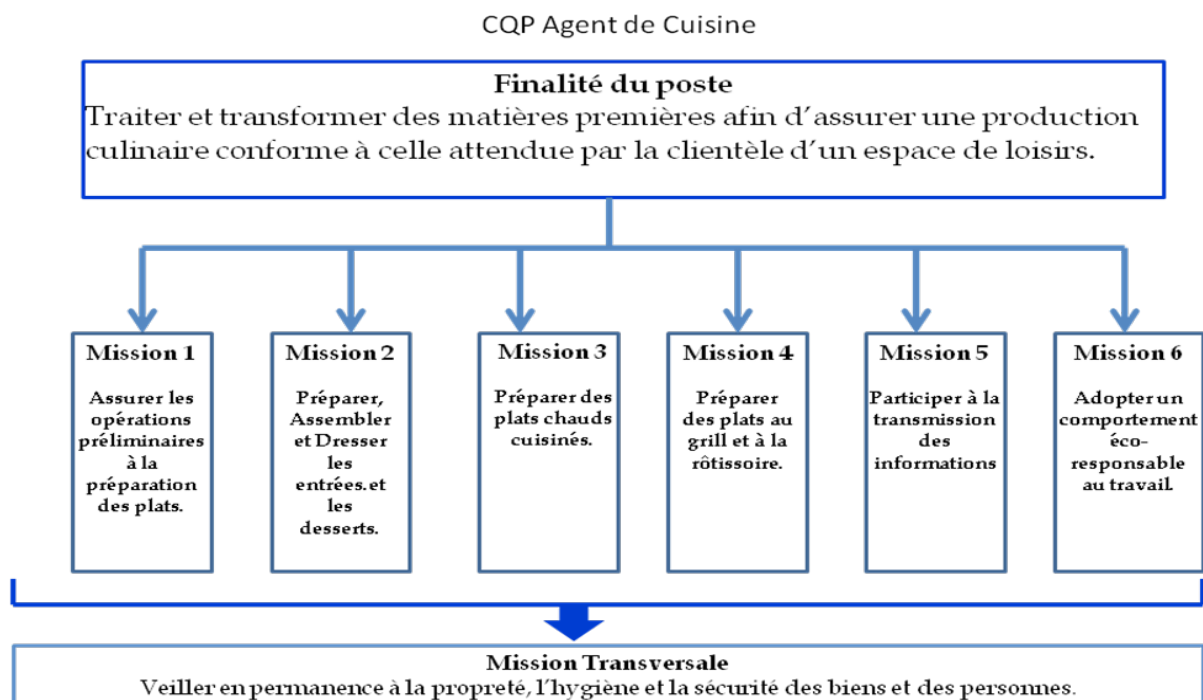 CQP Agent de Cuisine
Finalité du poste
Traiter et transformer des matières premières afin d’assurer une production
culinaire conforme à celle attendue par la clientèle d’un espace de loisirs.
Mission 1
Assurer les
opérations
préliminaires
à la
préparation
des plats.
Mission 2
Préparer,
Assembler
et Dresser
les
entrées.et
les
desserts.
Mission 3
Préparer des
plats chauds
cuisinés.
Mission 4
Préparer
des plats au
grill et à la
rôtissoire.
Mission 5
Participer à la
transmission
des
informations
Mission 6
Adopter un
comportement
éco-
responsable
au travail.
Mission Transversale
Veiller en permanence à la propreté, l’hygiène et la sécurité des biens et des personnes.